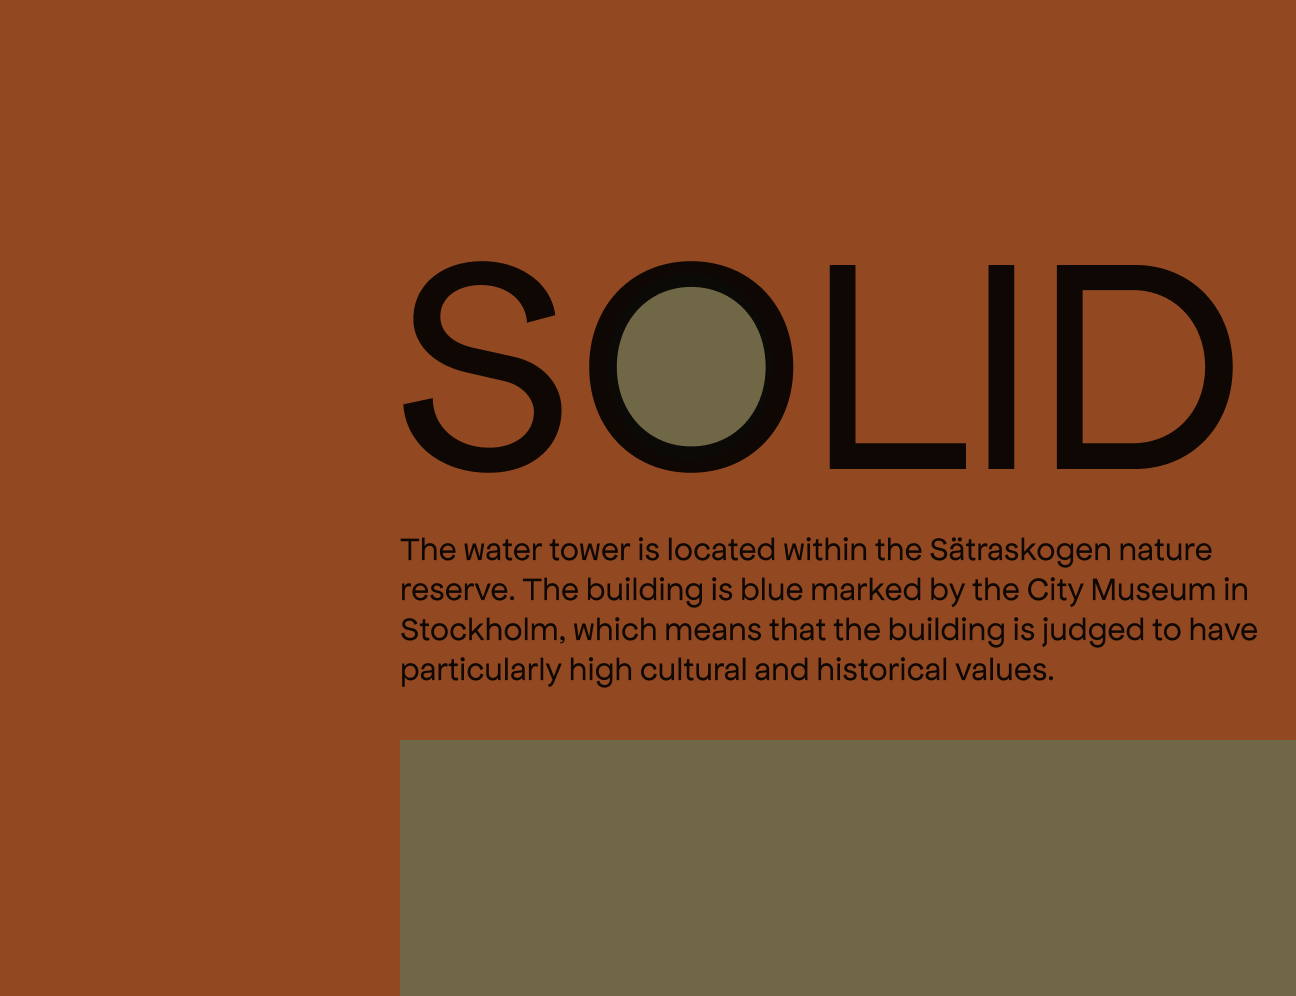 SOLID
The water tower is located within the Sätraskogen nature
reserve. The building is blue marked by the City Museum in
Stockholm, which means that the building is judged to have
particularly high cultural and historical values.